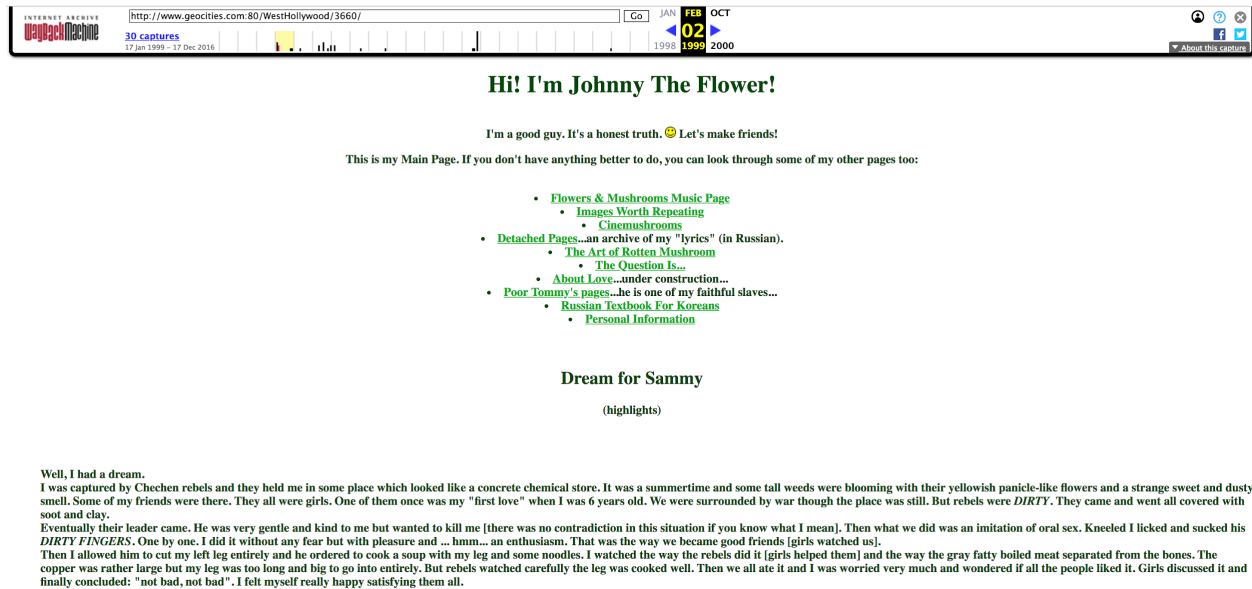 INTERNET ARCHIVE
WayBackMachine
http://www.geocities.com:80/WestHollywood/3660/
Go
JAN FEB OCT
02
1998 1999 2000
30 captures
17 Jan 1999 – 17 Dec 2016
▼ About this capture
Hi! I'm Johnny The Flower!
I'm a good guy. It's a honest truth. Let's make friends!
This is my Main Page. If you don't have anything better to do, you can look through some of my other pages too:
• Flowers & Mushrooms Music Page
• Images Worth Repeating
• Cinemushrooms
• Detached Pages...an archive of my "lyrics" (in Russian).
• The Art of Rotten Mushroom
• The Question Is...
• About Love...under construction...
• Poor Tommy's pages...he is one of my faithful slaves...
• Russian Textbook For Koreans
• Personal Information
Dream for Sammy
(highlights)
Well, I had a dream.
I was captured by Chechen rebels and they held me in some place which looked like a concrete chemical store. It was a summertime and some tall weeds were blooming with their yellowish panicle-like flowers and a strange sweet and dusty
smell. Some of my friends were there. They all were girls. One of them once was my "first love" when I was 6 years old. We were surrounded by war though the place was still. But rebels were DIRTY. They came and went all covered with
soot and clay.
Eventually their leader came. He was very gentle and kind to me but wanted to kill me [there was no contradiction in this situation if you know what I mean]. Then what we did was an imitation of oral sex. Kneeled I licked and sucked his
DIRTY FINGERS. One by one. I did it without any fear but with pleasure and ... hmm... an enthusiasm. That was the way we became good friends [girls watched us].
Then I allowed him to cut my left leg entirely and he ordered to cook a soup with my leg and some noodles. I watched the way the rebels did it [girls helped them] and the way the gray fatty boiled meat separated from the bones. The
copper was rather large but my leg was too long and big to go into entirely. But rebels watched carefully the leg was cooked well. Then we all ate it and I was worried very much and wondered if all the people liked it. Girls discussed it and
finally concluded: "not bad, not bad". I felt myself really happy satisfying them all.